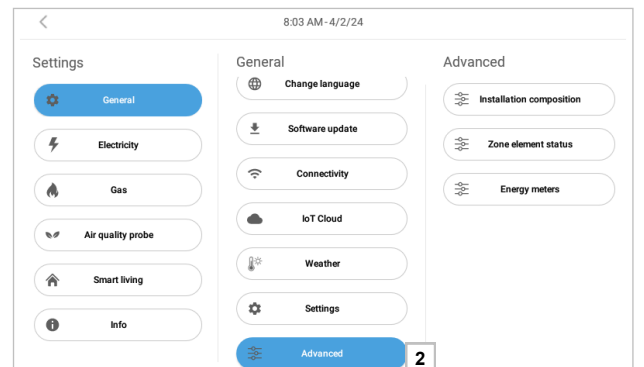 8:03 AM - 4/2/24
Settings
General
Electricity
Gas
Air quality probe
Smart living
Info
General
Change language
Software update
Connectivity
IoT Cloud
Weather
Settings
Advanced
2
Advanced
Installation composition
Zone element status
Energy meters